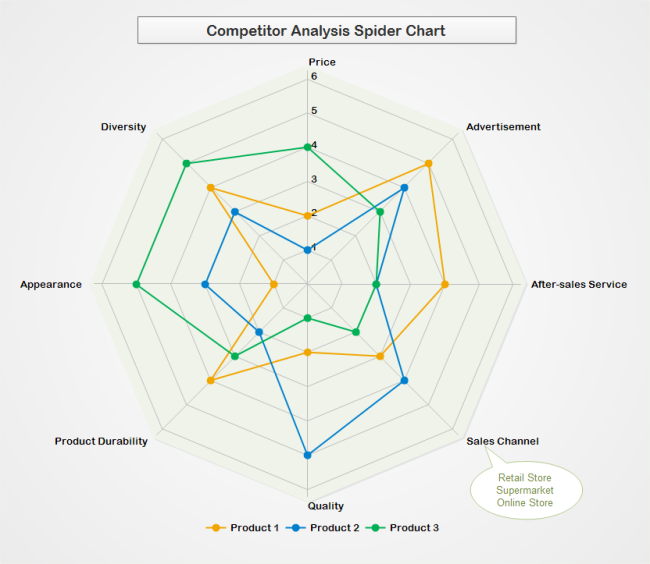 Competitor Analysis Spider Chart
Price
6
Diversity
Advertisement
5
4
3
2
1
Appearance
After-sales Service
Product Durability
Sales Channel
Retail Store
Supermarket
Online Store
Quality
Product 1
Product 2
Product 3